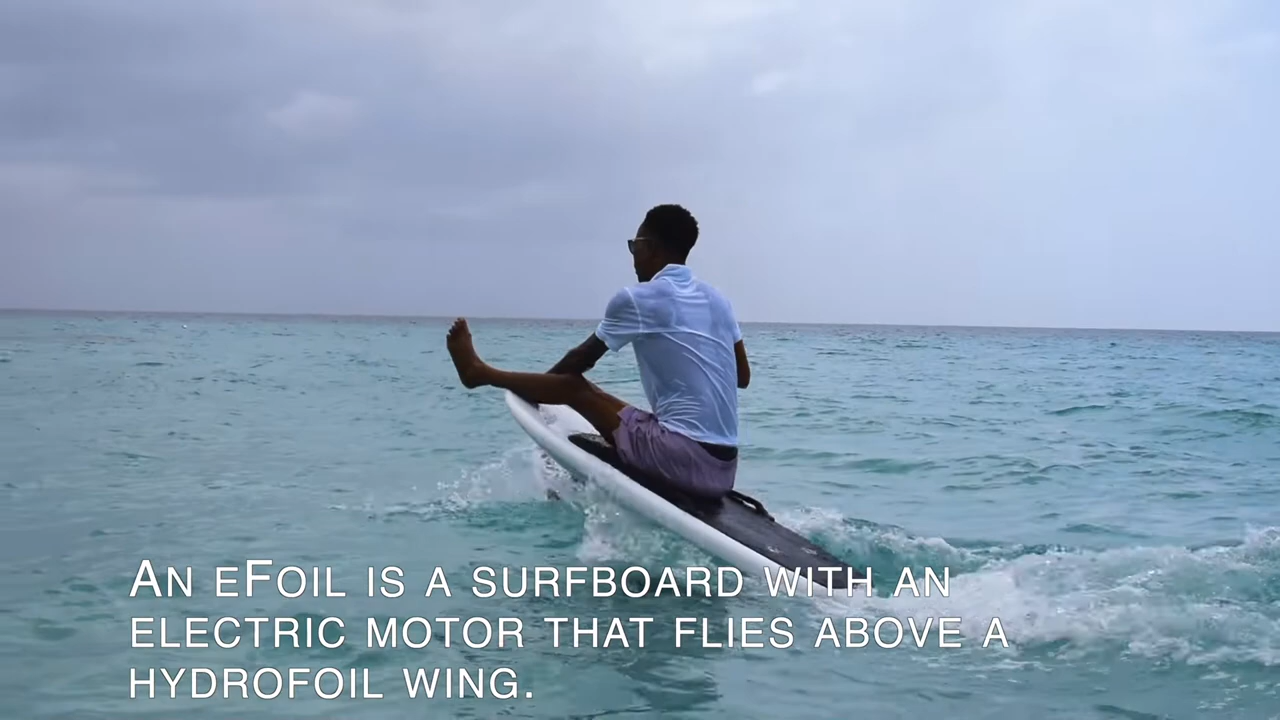 An eFoil is a surfboard with an
electric motor that flies above a
hydrofoil wing.